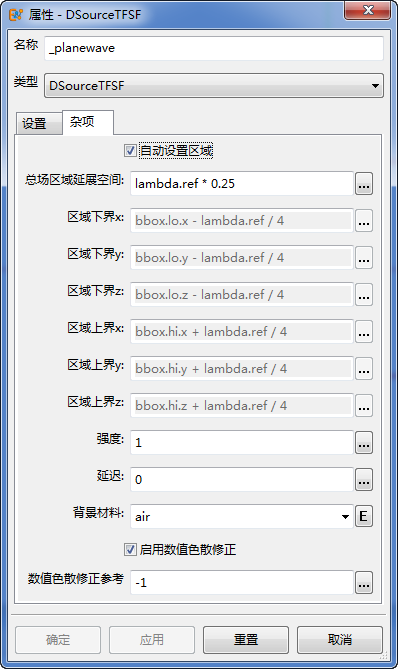 属性 - DSourceTFSF
名称 _planewave
类型 DSourceTFSF
设置 杂项
自动设置区域
总场区域延展空间: lambda.ref * 0.25 ...
区域下界x: bbox.lo.x - lambda.ref / 4 ...
区域下界y: bbox.lo.y - lambda.ref / 4 ...
区域下界z: bbox.lo.z - lambda.ref / 4 ...
区域上界x: bbox.hi.x + lambda.ref / 4 ...
区域上界y: bbox.hi.y + lambda.ref / 4 ...
区域上界z: bbox.hi.z + lambda.ref / 4 ...
强度: 1 ...
延迟: 0 ...
背景材料: air E
启用数值色散修正
数值色散修正参考 -1 ...
确定 应用 重置 取消